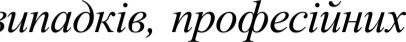 випадків, професійних